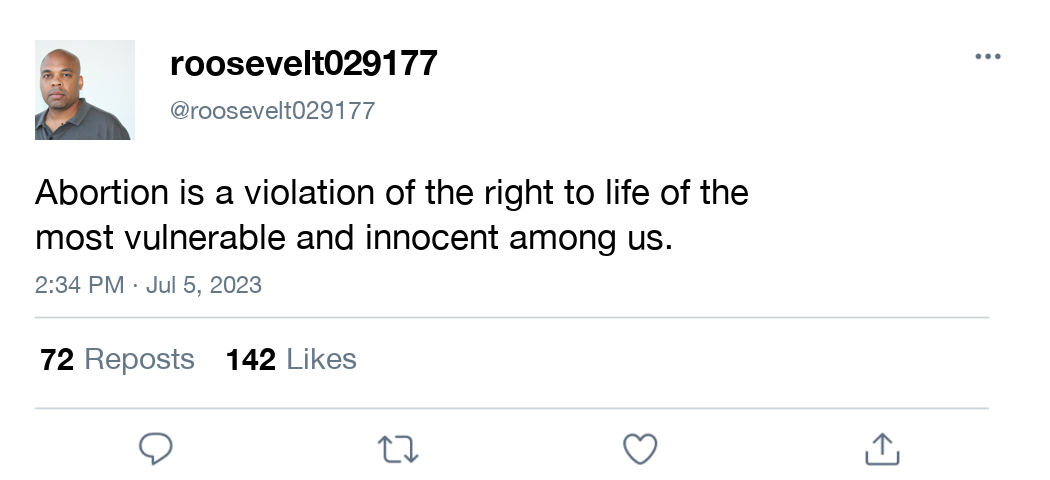 roosevelt029177
@roosevelt029177
Abortion is a violation of the right to life of the
most vulnerable and innocent among us.
2:34 PM · Jul 5, 2023
72 Reposts 142 Likes